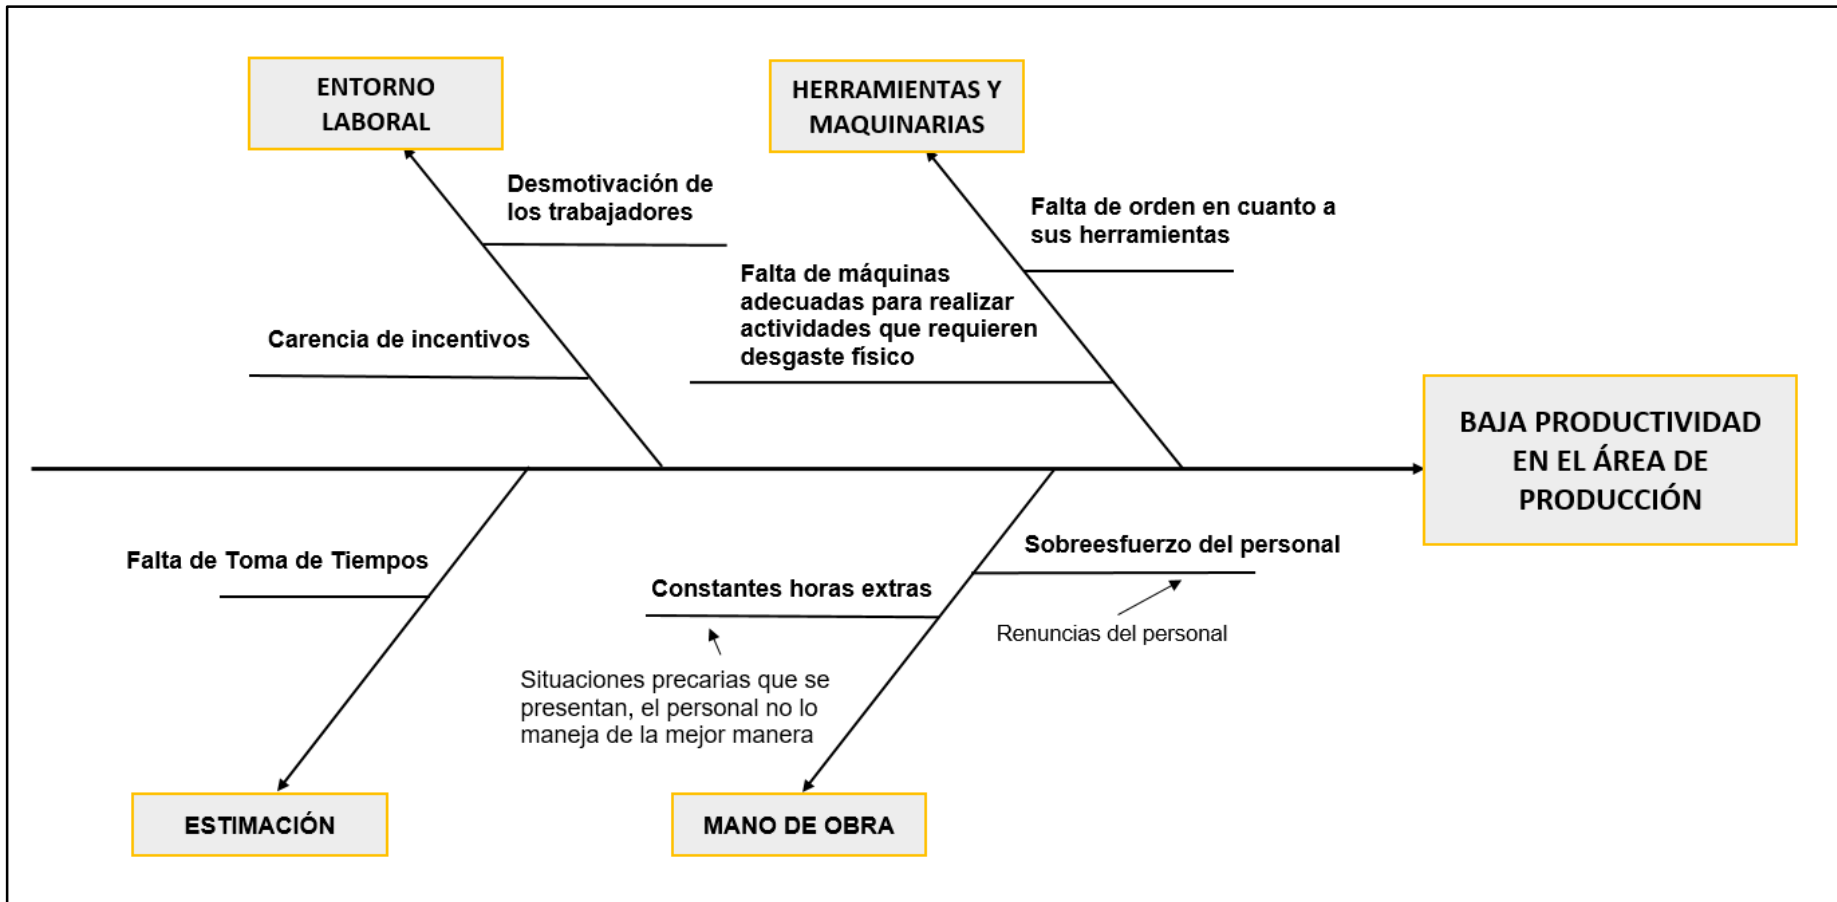 ENTORNO
LABORAL
HERRAMIENTAS Y
MAQUINARIAS
Desmotivación de
los trabajadores
Falta de orden en cuanto a
sus herramientas
Falta de máquinas
adecuadas para realizar
actividades que requieren
desgaste físico
Carencia de incentivos
BAJA PRODUCTIVIDAD
EN EL ÁREA DE
PRODUCCIÓN
Falta de Toma de Tiempos
Constantes horas extras
Sobreesfuerzo del personal
Renuncias del personal
Situaciones precarias que se
presentan, el personal no lo
maneja de la mejor manera
ESTIMACIÓN
MANO DE OBRA